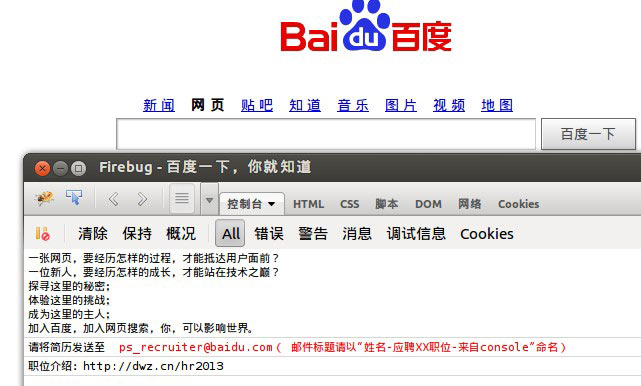 Bai du 百度
新闻 网页 贴吧 知道 音乐 图片 视频 地图
百度一下
Firebug - 百度一下，你就知道
控制台 HTML CSS 脚本 DOM 网络 Cookies
清除 保持 概况 All 错误 警告 消息 调试信息 Cookies
一张网页，要经历怎样的过程，才能抵达用户面前？
一位新人，要经历怎样的成长，才能站在技术之巅？
探寻这里的秘密；
体验这里的挑战；
成为这里的主人；
加入百度，加入网页搜索，你，可以影响世界。
请将简历发送至 ps_recruiter@baidu.com（ 邮件标题请以“姓名-应聘XX职位-来自console”命名）
职位介绍：http://dwz.cn/hr2013